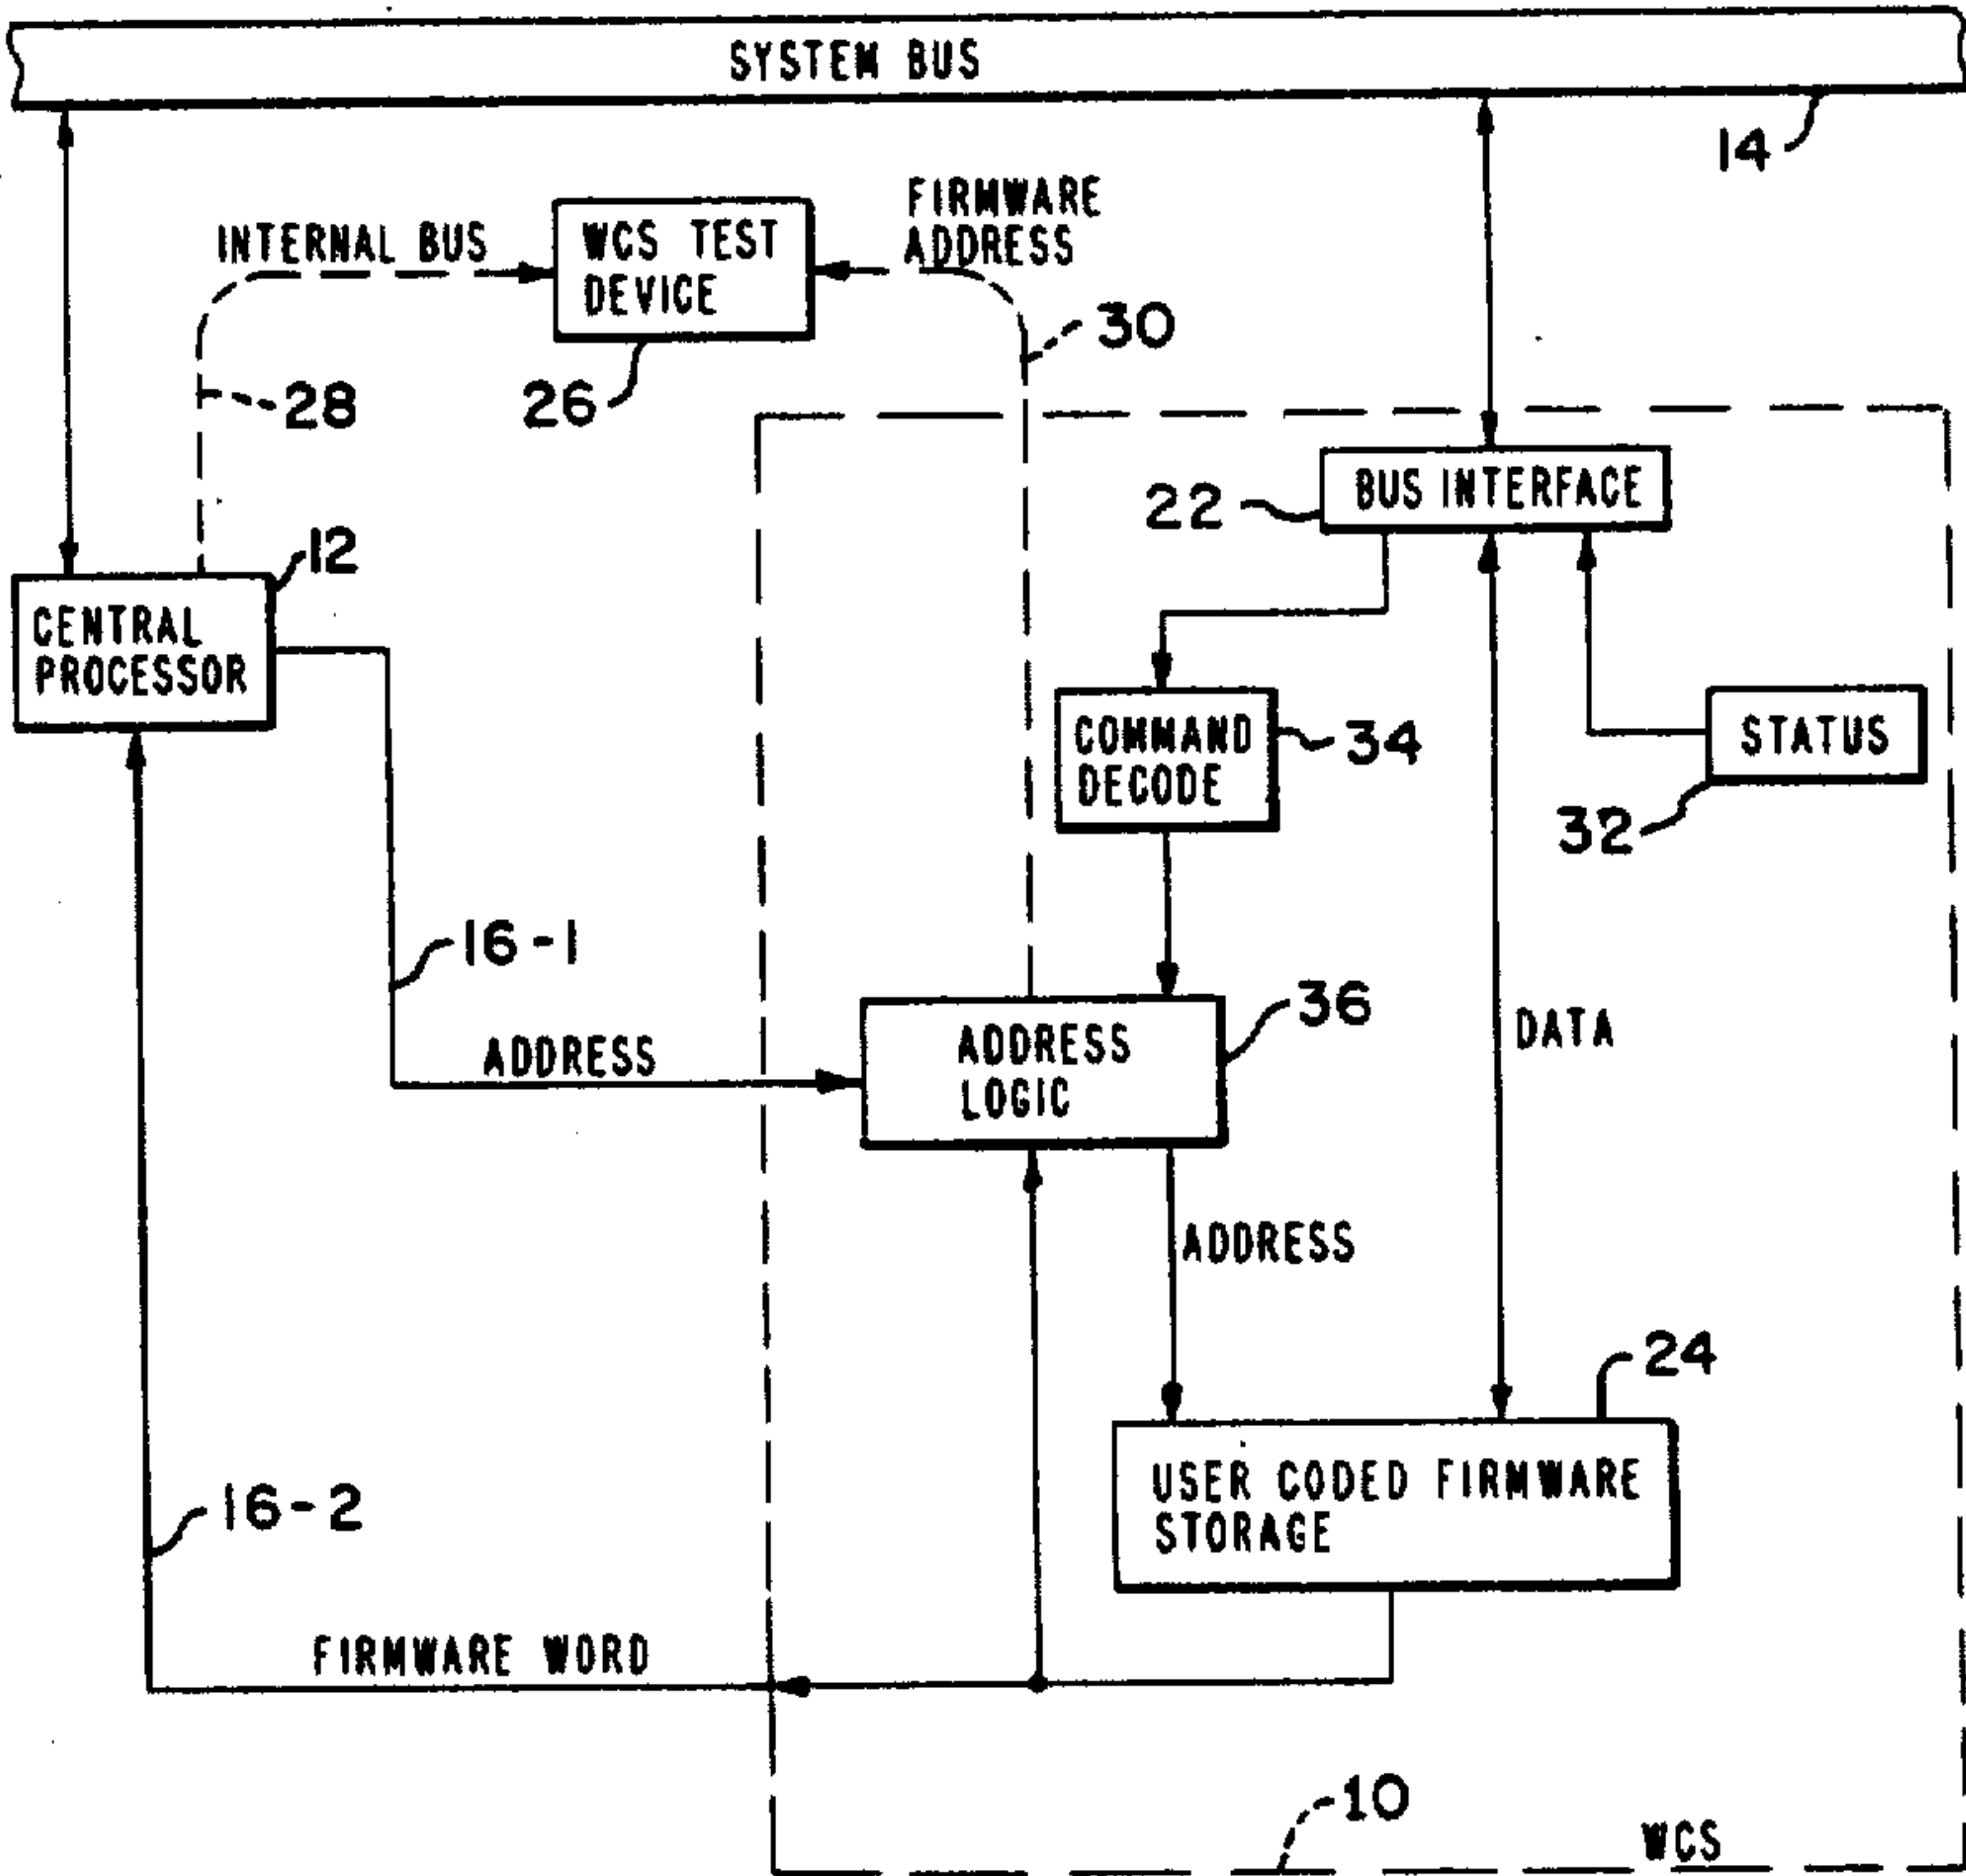 SYSTEM BUS
14
FIRMWARE
ADDRESS
INTERNAL BUS
WCS TEST
DEVICE
30
26
28
BUS INTERFACE
22
12
CENTRAL
PROCESSOR
COMMAND
DECODE
34
STATUS
32
16-1
36
ADDRESS
LOGIC
DATA
ADDRESS
ADDRESS
24
USER CODED FIRMWARE
STORAGE
16-2
FIRMWARE WORD
10
WCS